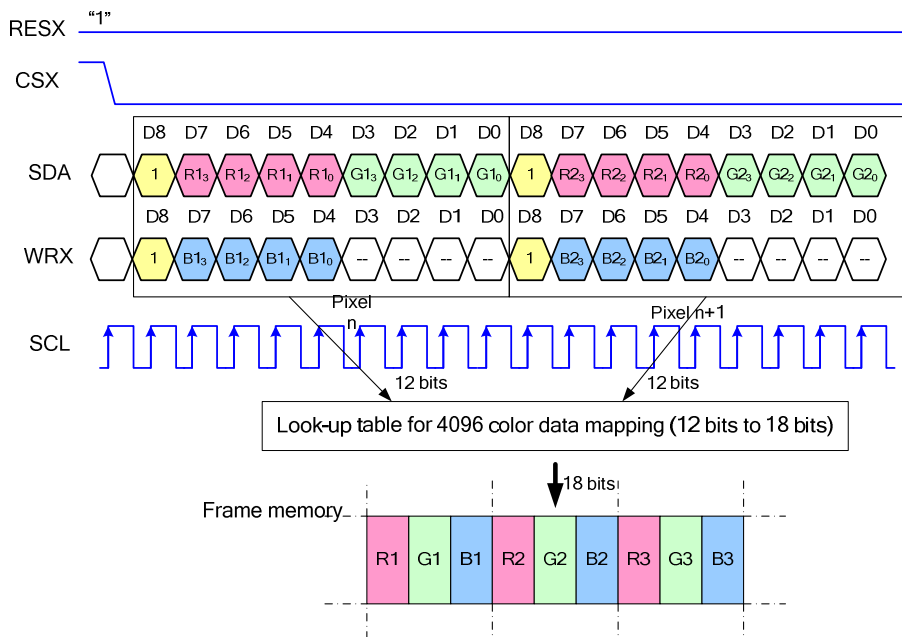 RESX "1"
CSX
D8 D7 D6 D5 D4 D3 D2 D1 D0 D8 D7 D6 D5 D4 D3 D2 D1 D0
SDA 1 R1₃ R1₂ R1₁ R1₀ G1₃ G1₂ G1₁ G1₀ 1 R2₃ R2₂ R2₁ R2₀ G2₃ G2₂ G2₁ G2₀
D8 D7 D6 D5 D4 D3 D2 D1 D0 D8 D7 D6 D5 D4 D3 D2 D1 D0
WRX 1 B1₃ B1₂ B1₁ B1₀ -- -- -- -- 1 B2₃ B2₂ B2₁ B2₀ -- -- -- --
Pixel
n
Pixel n+1
SCL
12 bits 12 bits
Look-up table for 4096 color data mapping (12 bits to 18 bits)
18 bits
Frame memory
R1 G1 B1 R2 G2 B2 R3 G3 B3